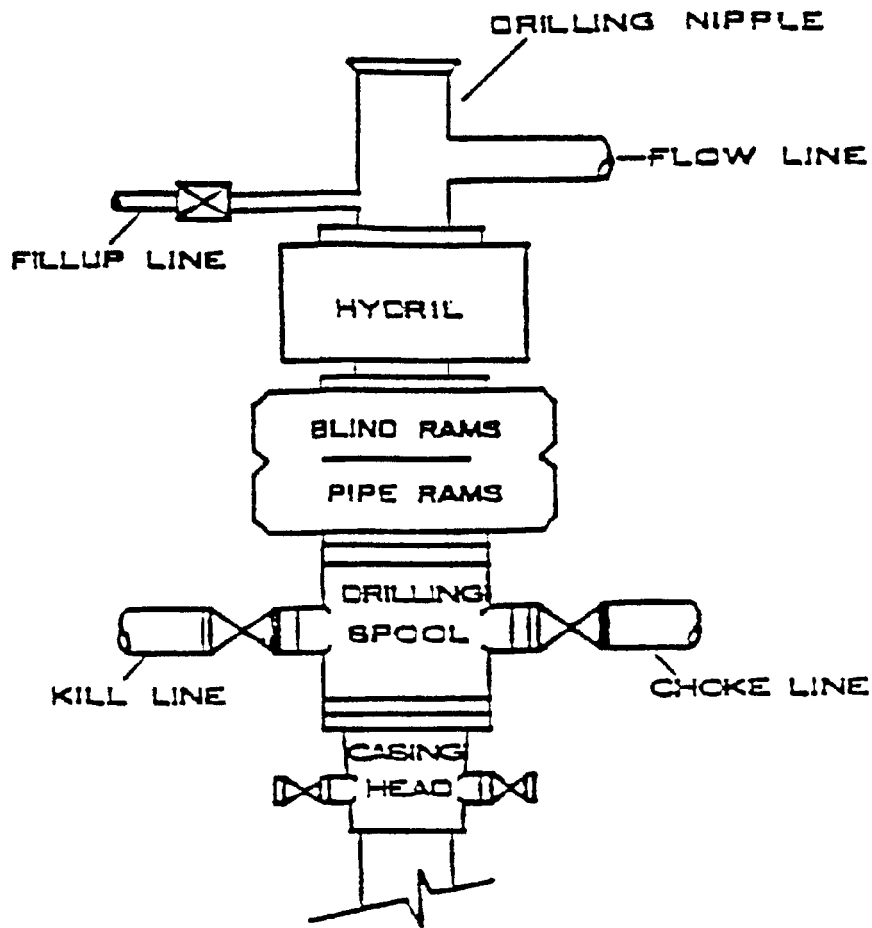 DRILLING NIPPLE
FLOW LINE
FILLUP LINE
HYDRIL
BLIND RAMS
PIPE RAMS
DRILLING
SPOOL
KILL LINE
CHOKE LINE
CASING
HEAD